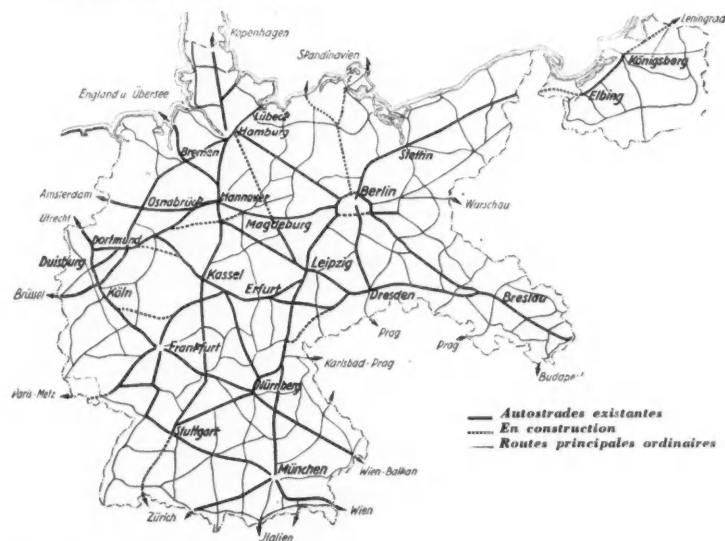 Kopenhagen
Skandinavien
Leningrad
Königsberg
Elbing
England u. Übersee
Lübeck
Hamburg
Bremen
Stettin
Amsterdam
Osnabrück
Hannover
Berlin
Warschau
Utrecht
Magdeburg
Dortmund
Duisburg
Kassel
Leipzig
Brüssel
Köln
Erfurt
Dresden
Breslau
Prag
Prag
Frankfurt
Karlsbad-Prag
Budapest
Paris-Metz
Nürnberg
Autostrades existantes
En construction
Routes principales ordinaires
Stuttgart
Wien-Balkan
München
Zürich
Wien
Italien